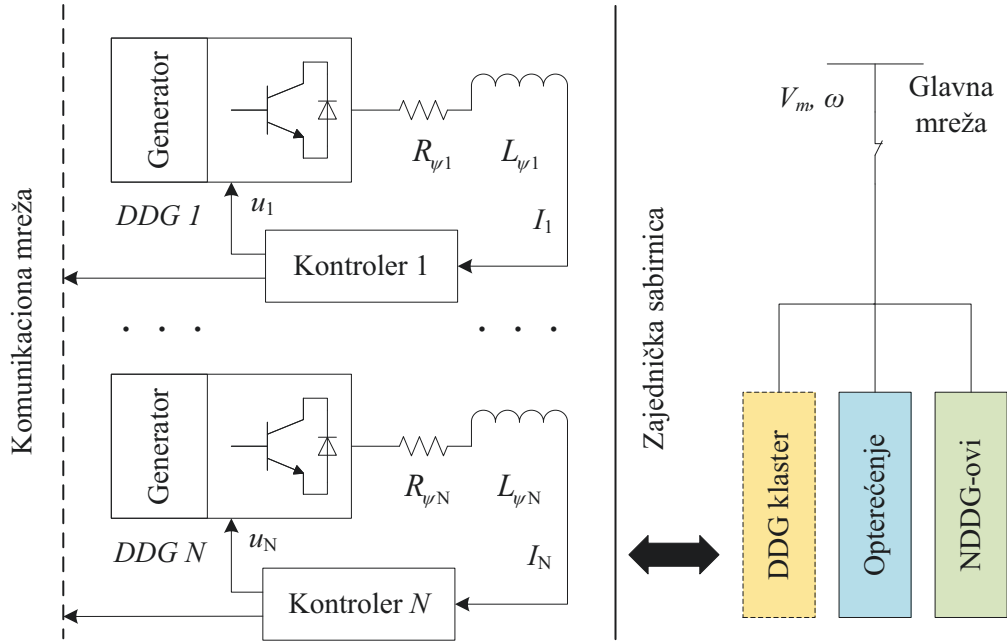 Komunikaciona mreža
Generator
DDG 1
u1
Rψ1
Lψ1
I1
Kontroler 1
. . .
. . .
Generator
DDG N
uN
RψN
LψN
IN
Kontroler N
Zajednička sabirnica
Vm, ω
Glavna
mreža
DDG klaster
Opterećenje
NDDG-ovi